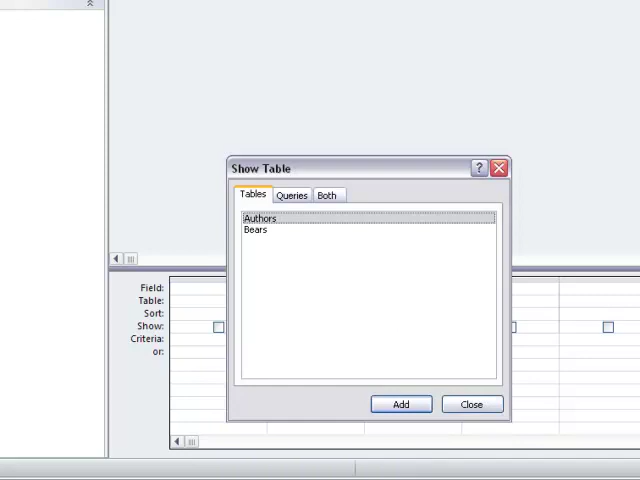 Show Table
?
Tables Queries Both
Authors
Bears
Field:
Table:
Sort:
Show:
Criteria:
or:
Add Close